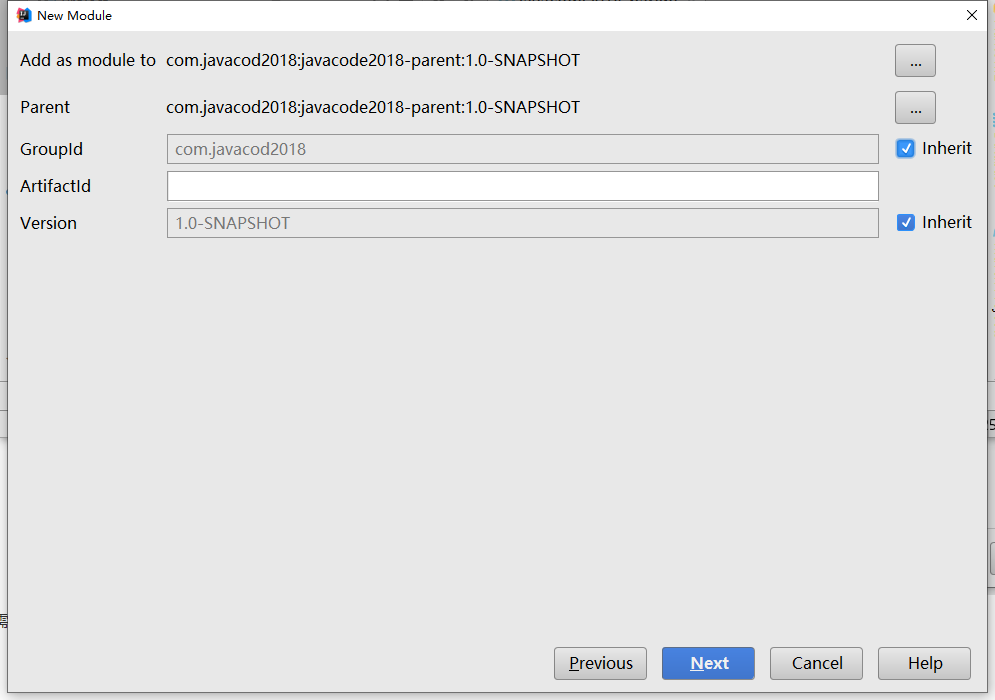 New Module
Add as module to com.javacod2018:javacode2018-parent:1.0-SNAPSHOT ...
Parent com.javacod2018:javacode2018-parent:1.0-SNAPSHOT ...
GroupId com.javacod2018 Inherit
ArtifactId
Version 1.0-SNAPSHOT Inherit
Previous Next Cancel Help